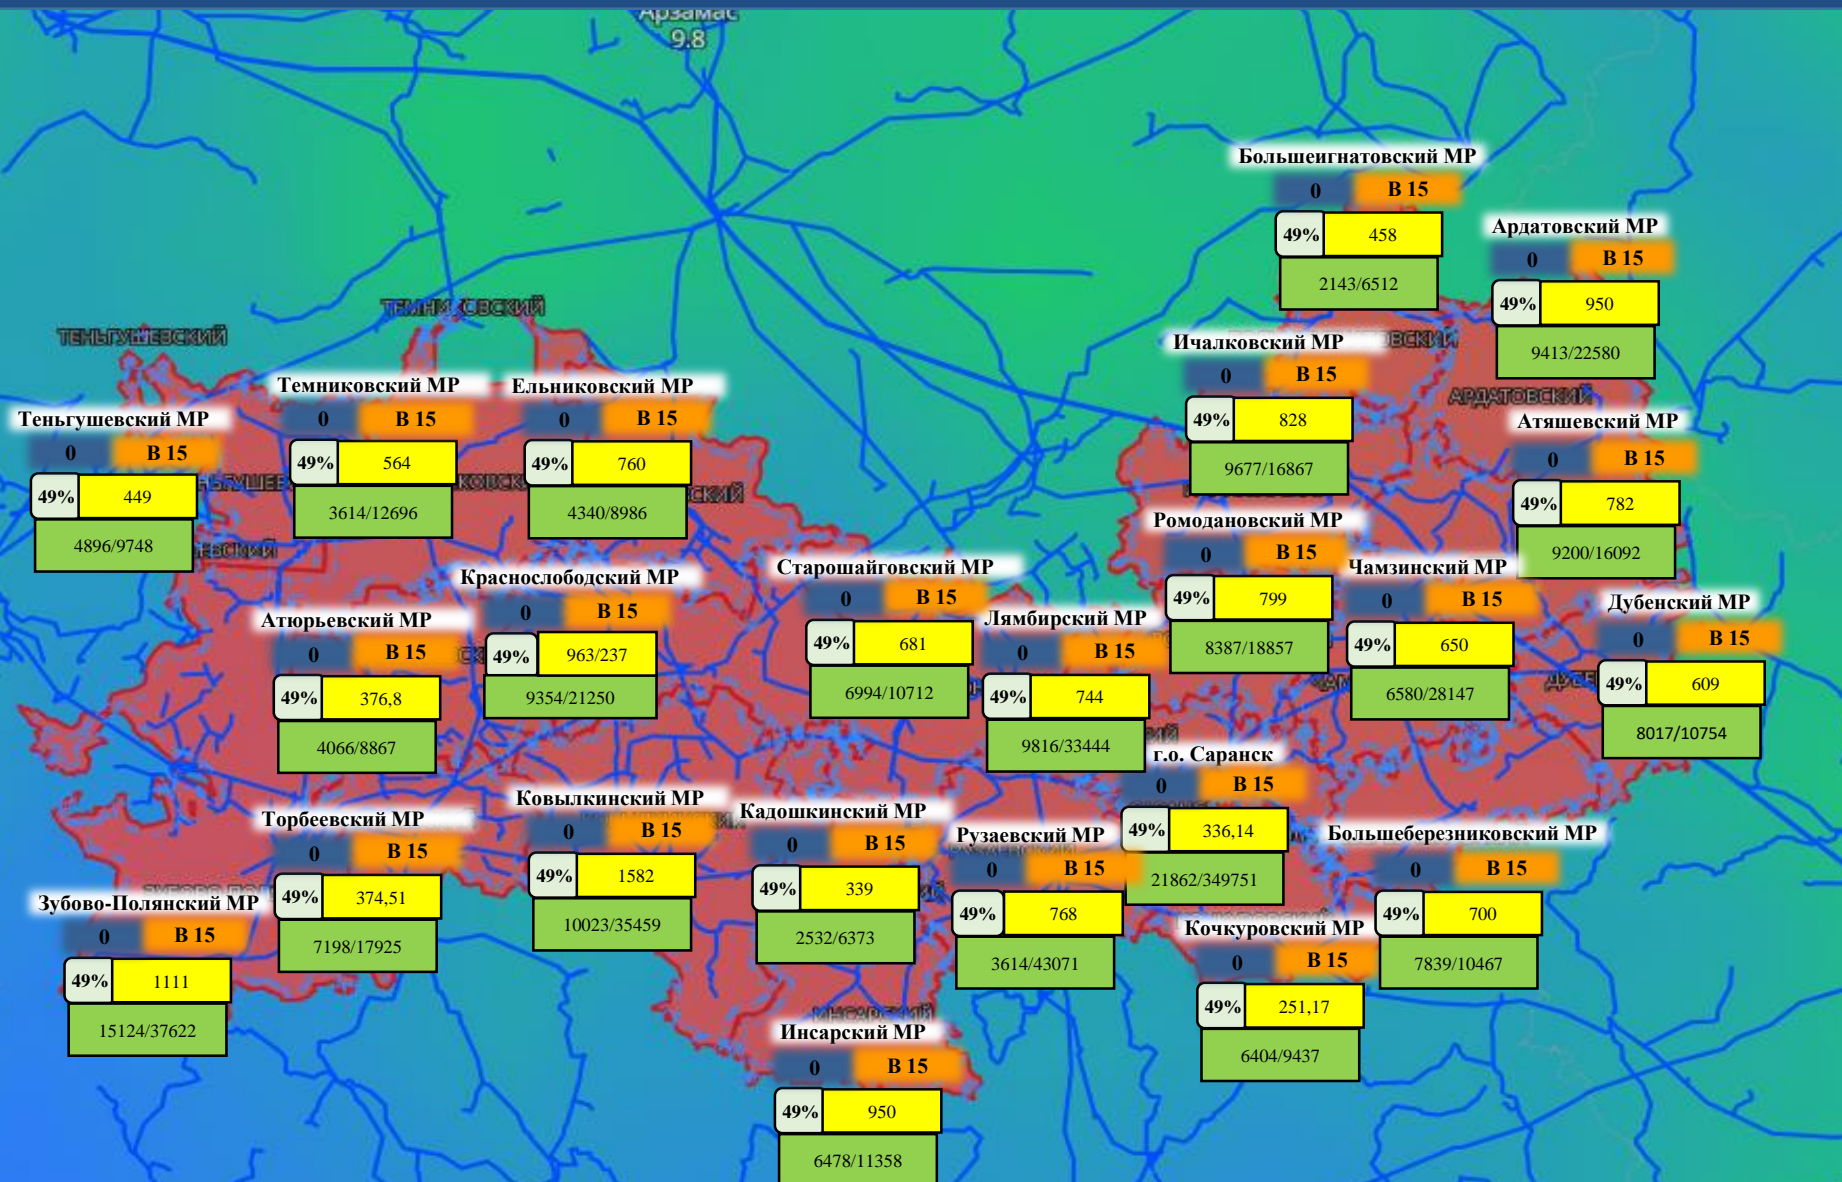 Арзамас
9.8
Большеигнатовский МР
0 В 15
49% 458
2143/6512
Ардатовский МР
0 В 15
49% 950
9413/22580
ТЕНЬГУШЕВСКИЙ
ТЕМНИКОВСКИЙ
Ичалковский МР
0 В 15
49% 828
9677/16867
АРДАТОВСКИЙ
Теньгушевский МР
0 В 15
49% 449
4896/9748
Темниковский МР
0 В 15
49% 564
3614/12696
Ельниковский МР
0 В 15
49% 760
4340/8986
Атяшевский МР
0 В 15
49% 782
9200/16092
Ромодановский МР
0 В 15
49% 799
8387/18857
Чамзинский МР
0 В 15
49% 650
6580/28147
Дубенский МР
0 В 15
49% 609
8017/10754
Старошайговский МР
0 В 15
49% 681
6994/10712
Краснослободский МР
0 В 15
49% 963/237
9354/21250
Атюрьевский МР
0 В 15
49% 376,8
4066/8867
Лямбирский МР
0 В 15
49% 744
9816/33444
г.о. Саранск
0 В 15
49% 336,14
21862/349751
Торбеевский МР
0 В 15
49% 374,51
7198/17925
Ковылкинский МР
0 В 15
49% 1582
10023/35459
Кадошкинский МР
0 В 15
49% 339
2532/6373
Рузаевский МР
0 В 15
49% 768
3614/43071
Большеберезниковский МР
0 В 15
49% 700
7839/10467
Зубово-Полянский МР
0 В 15
49% 1111
15124/37622
Кочкуровский МР
0 В 15
49% 251,17
6404/9437
ИНСАРСКИЙ
Инсарский МР
0 В 15
49% 950
6478/11358